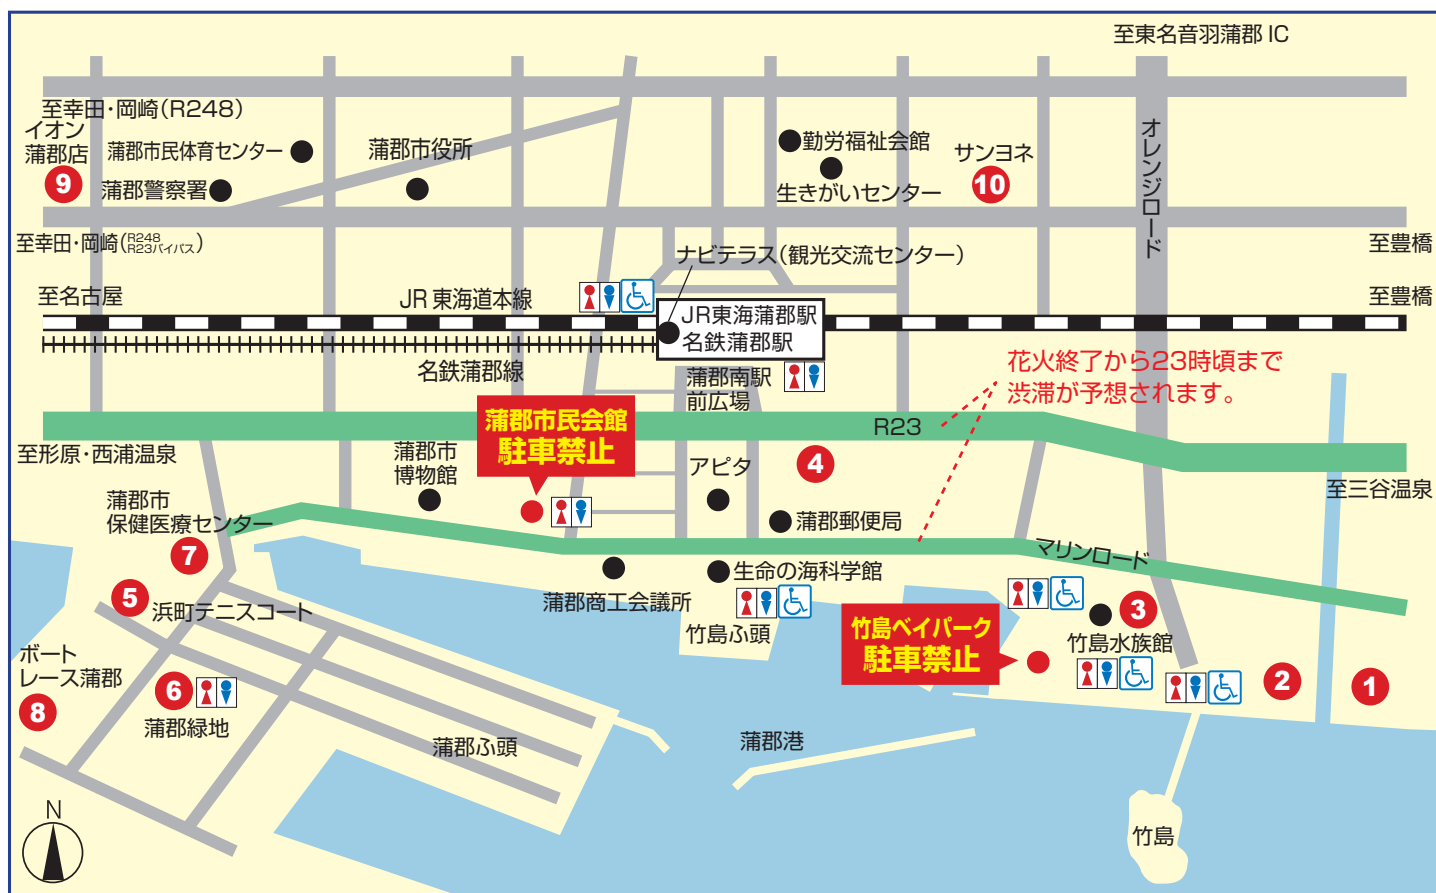 至東名音羽蒲郡 IC
至幸田・岡崎(R248)
イオン
蒲郡店
9
蒲郡市民体育センター
蒲郡警察署
蒲郡市役所
勤労福祉会館
生きがいセンター
サンヨネ
10
オレンジロード
至幸田・岡崎(R248 R23バイパス)
至豊橋
ナビテラス(観光交流センター)
至名古屋
JR 東海道本線
至豊橋
JR東海蒲郡駅
名鉄蒲郡駅
名鉄蒲郡線
蒲郡南駅
前広場
花火終了から23時頃まで
渋滞が予想されます。
R23
蒲郡市民会館
駐車禁止
至形原・西浦温泉
蒲郡市
博物館
アピタ
4
至三谷温泉
蒲郡市
保健医療センター
7
蒲郡郵便局
マリンロード
生命の海科学館
蒲郡商工会議所
竹島ふ頭
5
浜町テニスコート
竹島ベイパーク
駐車禁止
3
竹島水族館
ボート
レース蒲郡
8
6
蒲郡緑地
2
1
蒲郡ふ頭
蒲郡港
竹島
N